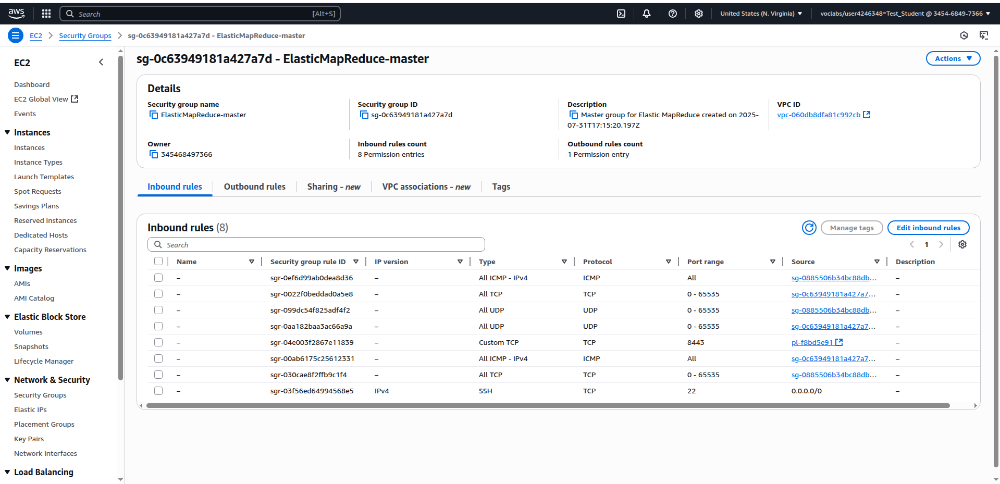 aws
Search
[Alt+S]
United States (N. Virginia)
voclabs/user4246348=Test_Student @ 3454-6849-7366
EC2
Security Groups
sg-0c63949181a427a7d - ElasticMapReduce-master
EC2
Dashboard
EC2 Global View
Events
Instances
Instances
Instance Types
Launch Templates
Spot Requests
Savings Plans
Reserved Instances
Dedicated Hosts
Capacity Reservations
Images
AMIs
AMI Catalog
Elastic Block Store
Volumes
Snapshots
Lifecycle Manager
Network & Security
Security Groups
Elastic IPs
Placement Groups
Key Pairs
Network Interfaces
Load Balancing
sg-0c63949181a427a7d - ElasticMapReduce-master
Actions
Details
Security group name
ElasticMapReduce-master
Security group ID
sg-0c63949181a427a7d
Description
Master group for Elastic MapReduce created on 2025-
07-31T17:15:20.197Z
VPC ID
vpc-060db8dfa81c992cb
Owner
345468497366
Inbound rules count
8 Permission entries
Outbound rules count
1 Permission entry
Inbound rules
Outbound rules
Sharing - new
VPC associations - new
Tags
Inbound rules (8)
Manage tags
Edit inbound rules
Search
1
Name Security group rule ID IP version Type Protocol Port range Source Description
– sgr-0ef6d99ab0dea8d36 – All ICMP - IPv4 ICMP All sg-0885506b34bc88db... –
– sgr-0022f0beddad0a5e8 – All TCP TCP 0 - 65535 sg-0c63949181a427a7... –
– sgr-099dc54f825adf4f2 – All UDP UDP 0 - 65535 sg-0885506b34bc88db... –
– sgr-0aa182baa3ac66a9a – All UDP UDP 0 - 65535 sg-0c63949181a427a7... –
– sgr-04e003f2867e11839 – Custom TCP TCP 8443 pl-f8bd5e91 –
– sgr-00ab6175c25612331 – All ICMP - IPv4 ICMP All sg-0c63949181a427a7... –
– sgr-030cae8f2ffb9c1f4 – All TCP TCP 0 - 65535 sg-0885506b34bc88db... –
– sgr-03f56ed64994568e5 IPv4 SSH TCP 22 0.0.0.0/0 –